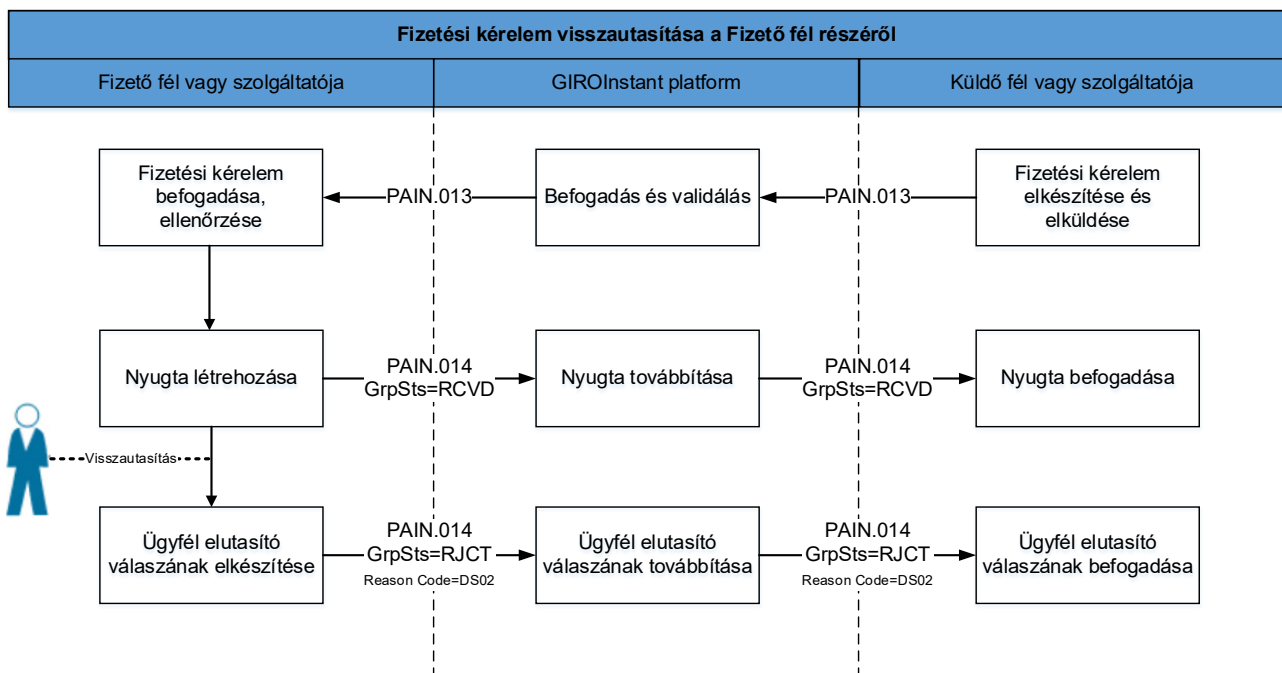 Fizetési kérelem visszautasítása a Fizető fél részéről
Fizető fél vagy szolgáltatója
GIROInstant platform
Küldő fél vagy szolgáltatója
Fizetési kérelem
befogadása,
ellenőrzése
PAIN.013
Befogadás és validálás
PAIN.013
Fizetési kérelem
elkészítése és
elküldése
Nyugta létrehozása
PAIN.014
GrpSts=RCVD
Nyugta továbbítása
PAIN.014
GrpSts=RCVD
Nyugta befogadása
Visszautasítás
Ügyfél elutasító
válaszának elkészítése
PAIN.014
GrpSts=RJCT
Reason Code=DS02
Ügyfél elutasító
válaszának továbbítása
PAIN.014
GrpSts=RJCT
Reason Code=DS02
Ügyfél elutasító
válaszának befogadása